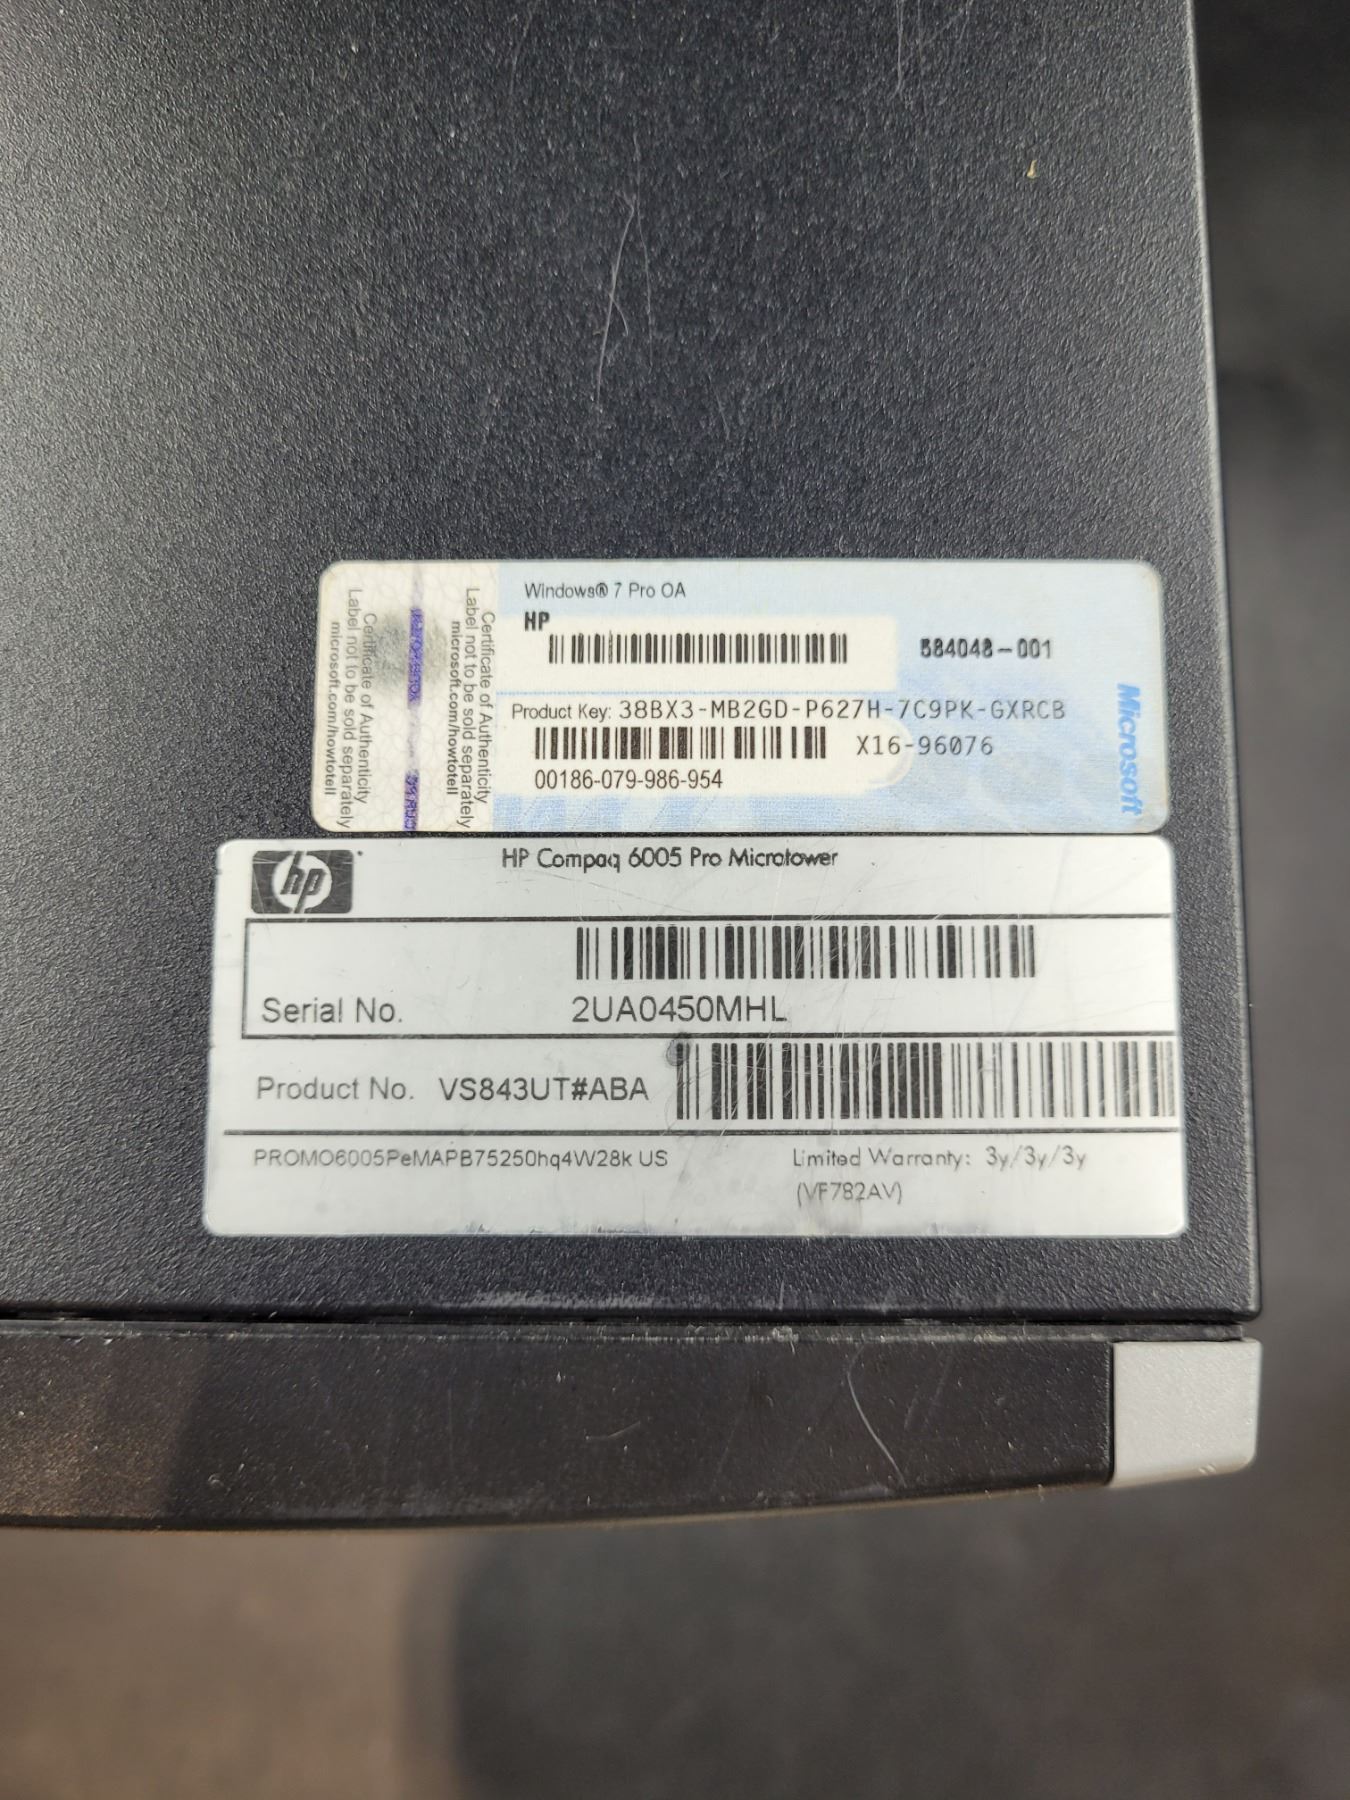 Windows® 7 Pro OA
HP
584048-001
Product Key: 38BX3-MB2GD-P627H-7C9PK-GXRCB
X16-96076
00186-079-986-954
Microsoft
Certificate of Authenticity
Label not to be sold separately
microsoft.com/howtotell
Certificate of Authenticity
Label not to be sold separately
microsoft.com/howtotell
hp
HP Compaq 6005 Pro Microtower
Serial No. 2UA0450MHL
Product No. VS843UT#ABA
PROMO6005PeMAPB75250hq4W28k US
Limited Warranty: 3y/3y/3y
(VF782AV)